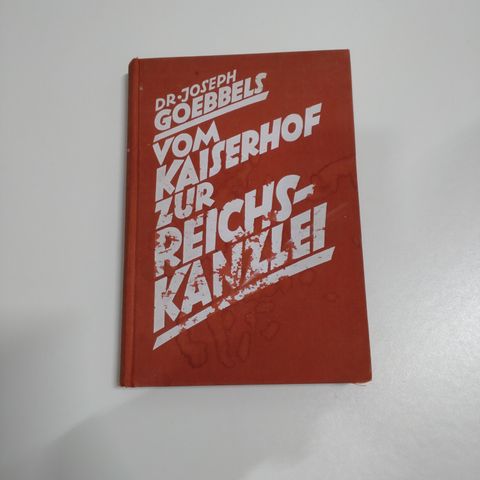 DR·JOSEPH
GOEBBELS
VOM
KAISERHOF
ZUR
REICHS-
KANZLEI